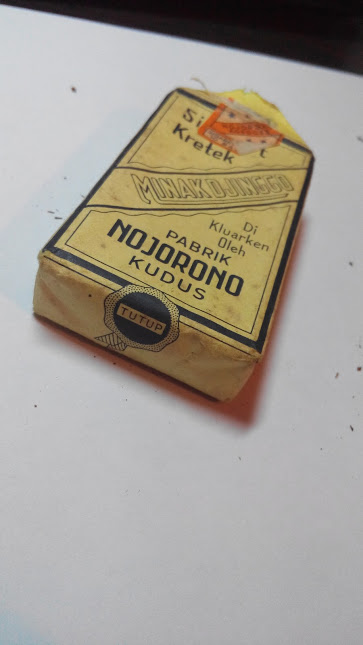 Si t
Kretek
MINAKDJINGGO
Di
Kluarken
Oleh
PABRIK
NOJORONO
KUDUS
TUTUP